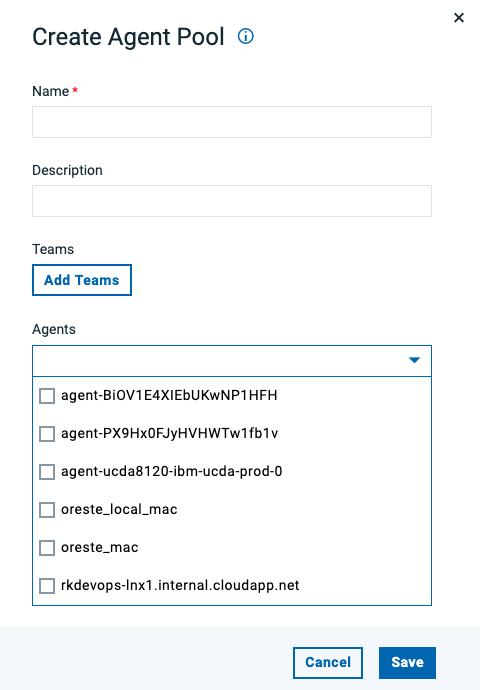 Create Agent Pool
Name *
Description
Teams
Add Teams
Agents
agent-BiOV1E4XIEbUKwNP1HFH
agent-PX9Hx0FJyHVHWTw1fb1v
agent-ucda8120-ibm-ucda-prod-0
oreste_local_mac
oreste_mac
rkdevops-lnx1.internal.cloudapp.net
Cancel Save